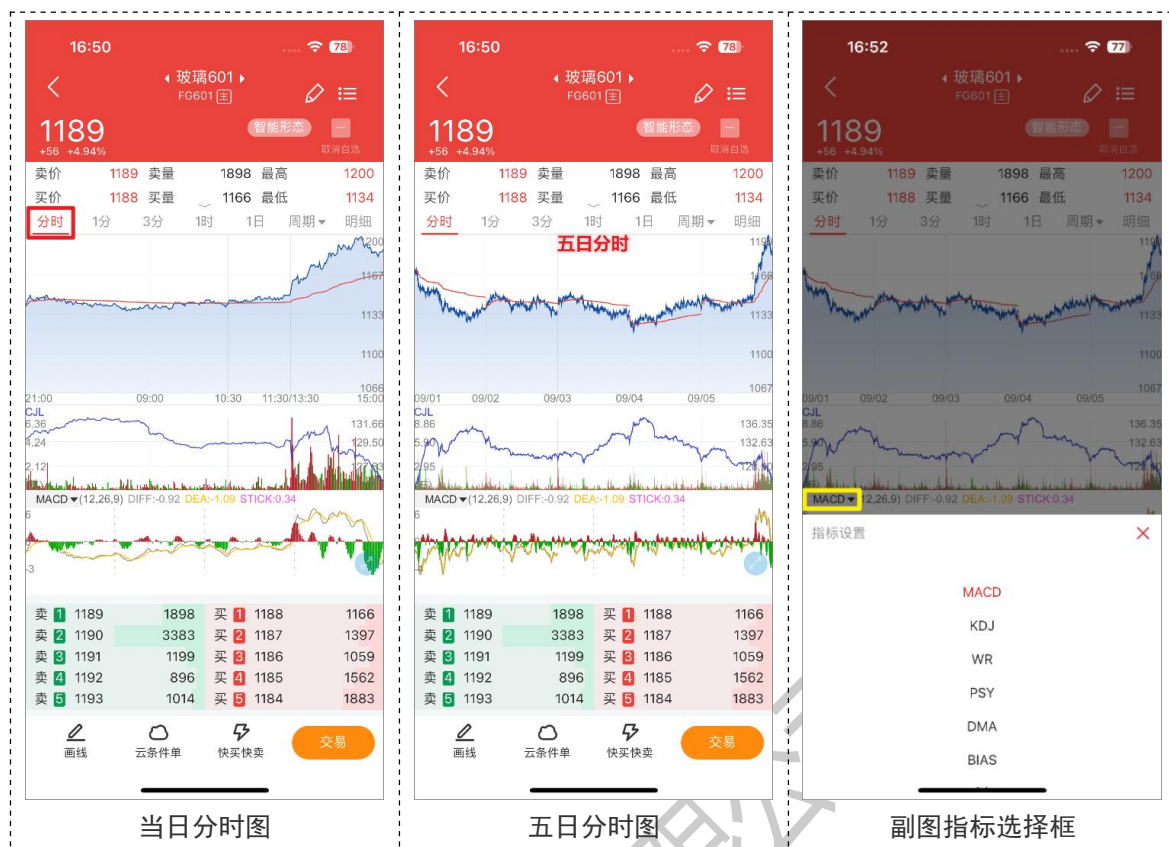 16:50
78
玻璃601
FG601 主
1189
+56 +4.94%
智能形态
取消自选
卖价 1189 卖量 1898 最高 1200
买价 1188 买量 1166 最低 1134
分时 1分 3分 1时 1日 周期 明细
1200
1167
1133
1100
1066
21:00 09:00 10:30 11:30/13:30 15:00
CJL
6.36 131.66
4.24 129.50
2.12
MACD (12,26,9) DIFF:-0.92 DEA:-1.09 STICK:0.34
6
-3
卖 1 1189 1898 买 1 1188 1166
卖 2 1190 3383 买 2 1187 1397
卖 3 1191 1199 买 3 1186 1059
卖 4 1192 896 买 4 1185 1562
卖 5 1193 1014 买 5 1184 1883
画线 云条件单 快买快卖 交易
当日分时图
16:50
78
玻璃601
FG601 主
1189
+56 +4.94%
智能形态
取消自选
卖价 1189 卖量 1898 最高 1200
买价 1188 买量 1166 最低 1134
分时 1分 3分 1时 1日 周期 明细
五日分时
1133
1100
1067
09/01 09/02 09/03 09/04 09/05
CJL
8.86 136.35
5.90 132.63
2.95
MACD (12,26,9) DIFF:-0.92 DEA:-1.09 STICK:0.34
6
卖 1 1189 1898 买 1 1188 1166
卖 2 1190 3383 买 2 1187 1397
卖 3 1191 1199 买 3 1186 1059
卖 4 1192 896 买 4 1185 1562
卖 5 1193 1014 买 5 1184 1883
画线 云条件单 快买快卖 交易
五日分时图
16:52
77
玻璃601
FG601 主
1189
+56 +4.94%
智能形态
取消自选
卖价 1189 卖量 1898 最高 1200
买价 1188 买量 1166 最低 1134
分时 1分 3分 1时 1日 周期 明细
1133
1100
1067
09/01 09/02 09/03 09/04 09/05
CJL
8.86 136.35
5.90 132.63
2.95
MACD (12,26,9) DIFF:-0.92 DEA:-1.09 STICK:0.34
指标设置
MACD
KDJ
WR
PSY
DMA
BIAS
副图指标选择框